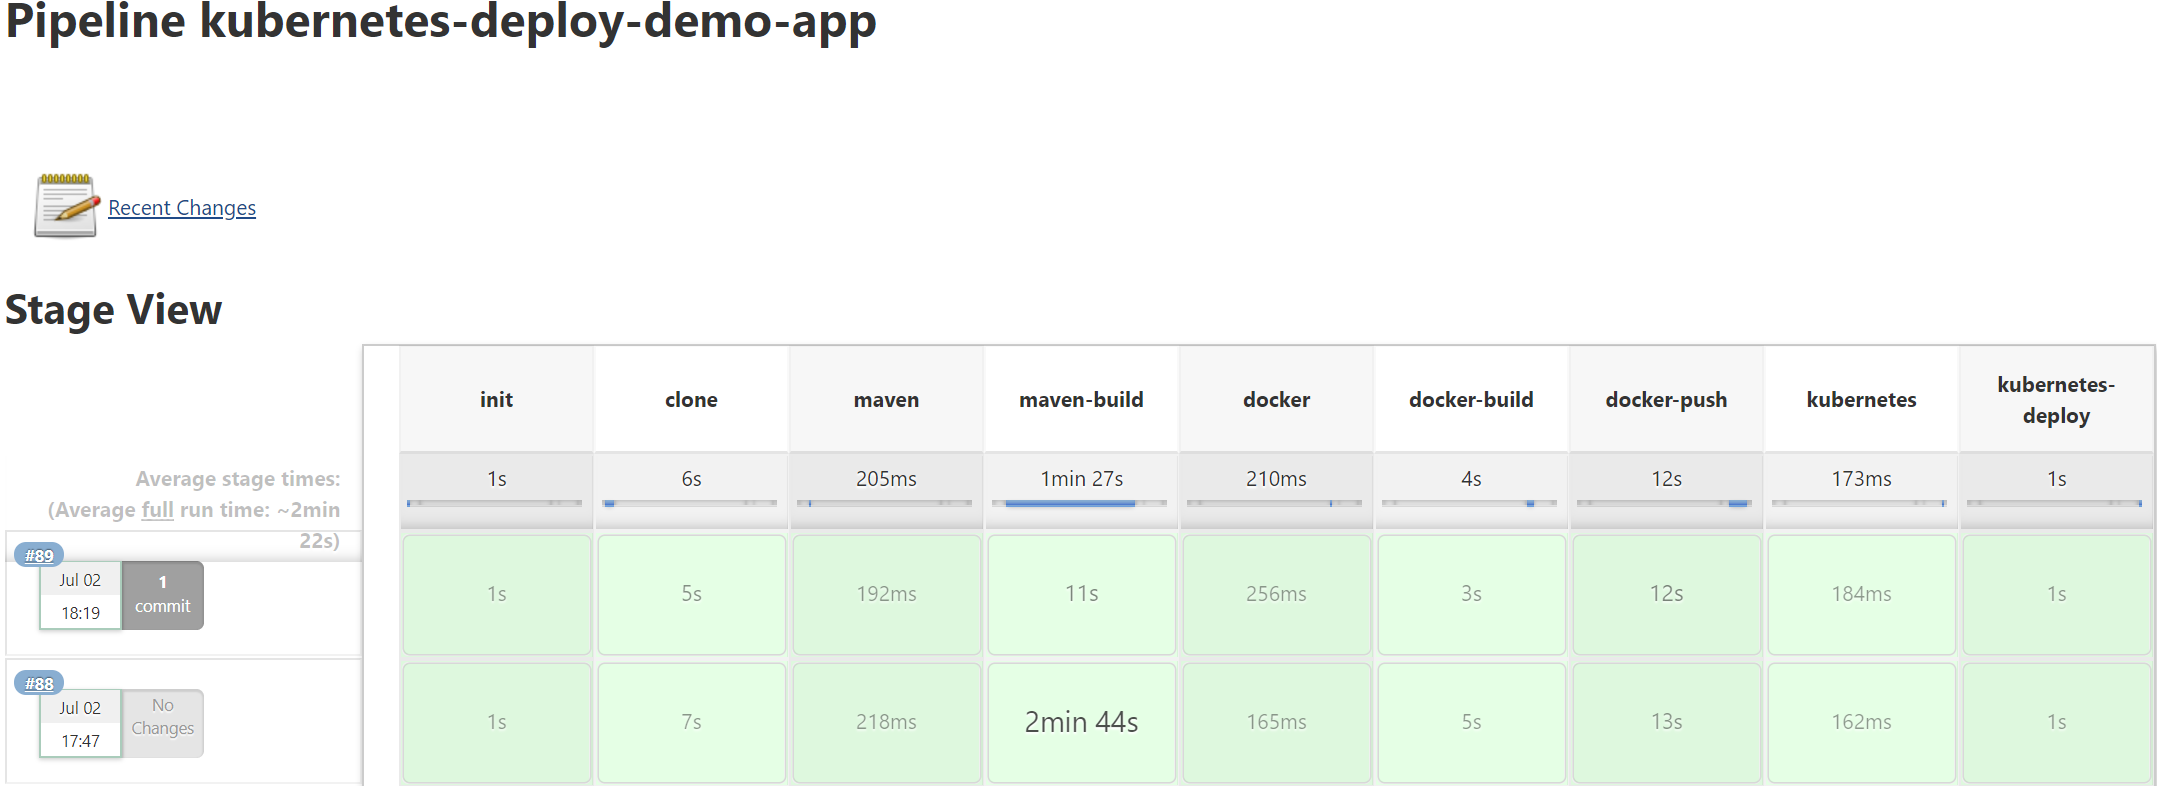 Pipeline kubernetes-deploy-demo-app
Recent Changes
Stage View
init clone maven maven-build docker docker-build docker-push kubernetes kubernetes-
deploy
Average stage times: 1s 6s 205ms 1min 27s 210ms 4s 12s 173ms 1s
(Average full run time: ~2min
22s)
#89
Jul 02 1
18:19 commit
1s 5s 192ms 11s 256ms 3s 12s 184ms 1s
#88
Jul 02 No
17:47 Changes
1s 7s 218ms 2min 44s 165ms 5s 13s 162ms 1s